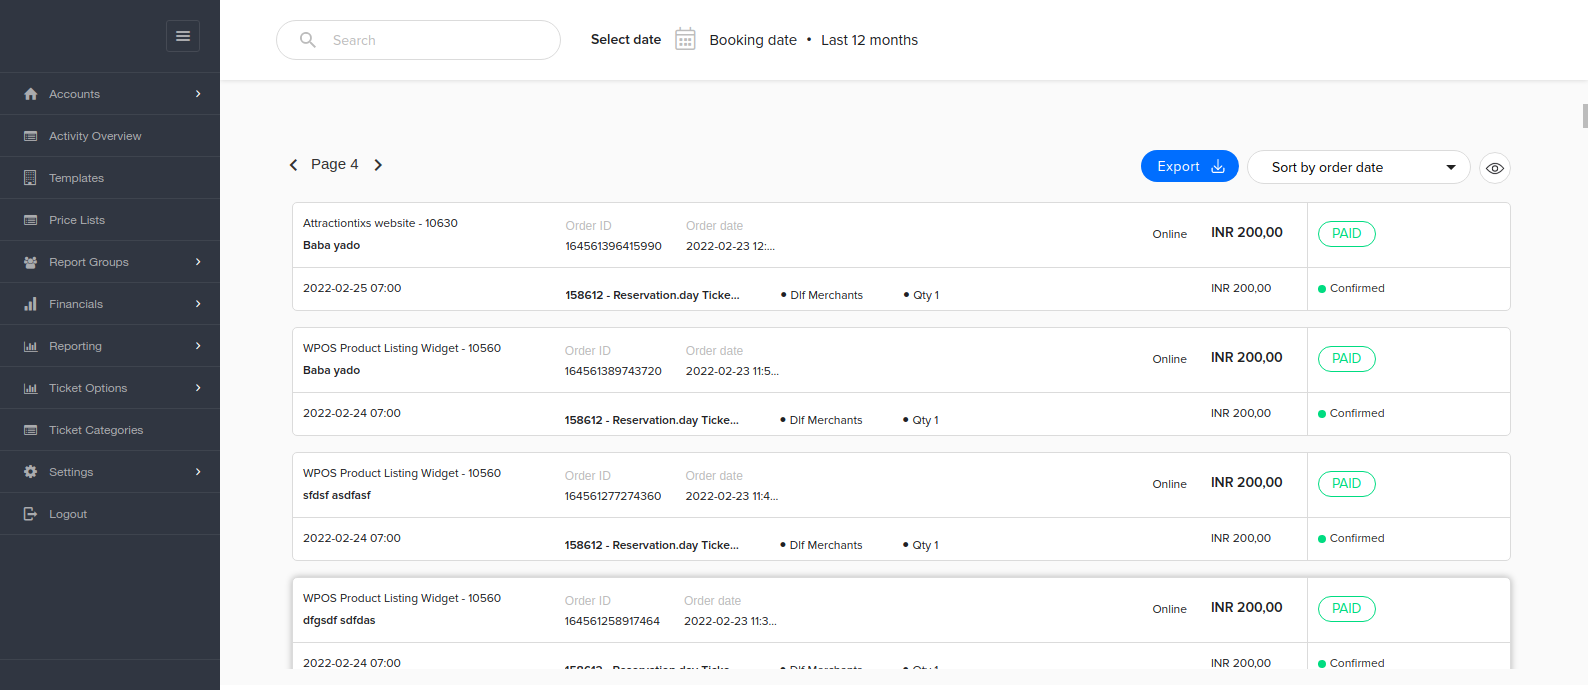 Search
Select date Booking date • Last 12 months
Accounts
Activity Overview
Templates
Price Lists
Report Groups
Financials
Reporting
Ticket Options
Ticket Categories
Settings
Logout
Page 4
Export Sort by order date
Attractiontixs website - 10630 Order ID Order date
Baba yado 164561396415990 2022-02-23 12:... Online INR 200,00 PAID
2022-02-25 07:00 158612 - Reservation.day Ticke... • Dlf Merchants • Qty 1 INR 200,00 Confirmed
WPOS Product Listing Widget - 10560 Order ID Order date
Baba yado 164561389743720 2022-02-23 11:5... Online INR 200,00 PAID
2022-02-24 07:00 158612 - Reservation.day Ticke... • Dlf Merchants • Qty 1 INR 200,00 Confirmed
WPOS Product Listing Widget - 10560 Order ID Order date
sfdsf asdfasf 164561277274360 2022-02-23 11:4... Online INR 200,00 PAID
2022-02-24 07:00 158612 - Reservation.day Ticke... • Dlf Merchants • Qty 1 INR 200,00 Confirmed
WPOS Product Listing Widget - 10560 Order ID Order date
dfgsdf sdfdas 164561258917464 2022-02-23 11:3... Online INR 200,00 PAID
2022-02-24 07:00 158612 - Reservation.day Ticke... • Dlf Merchants • Qty 1 INR 200,00 Confirmed